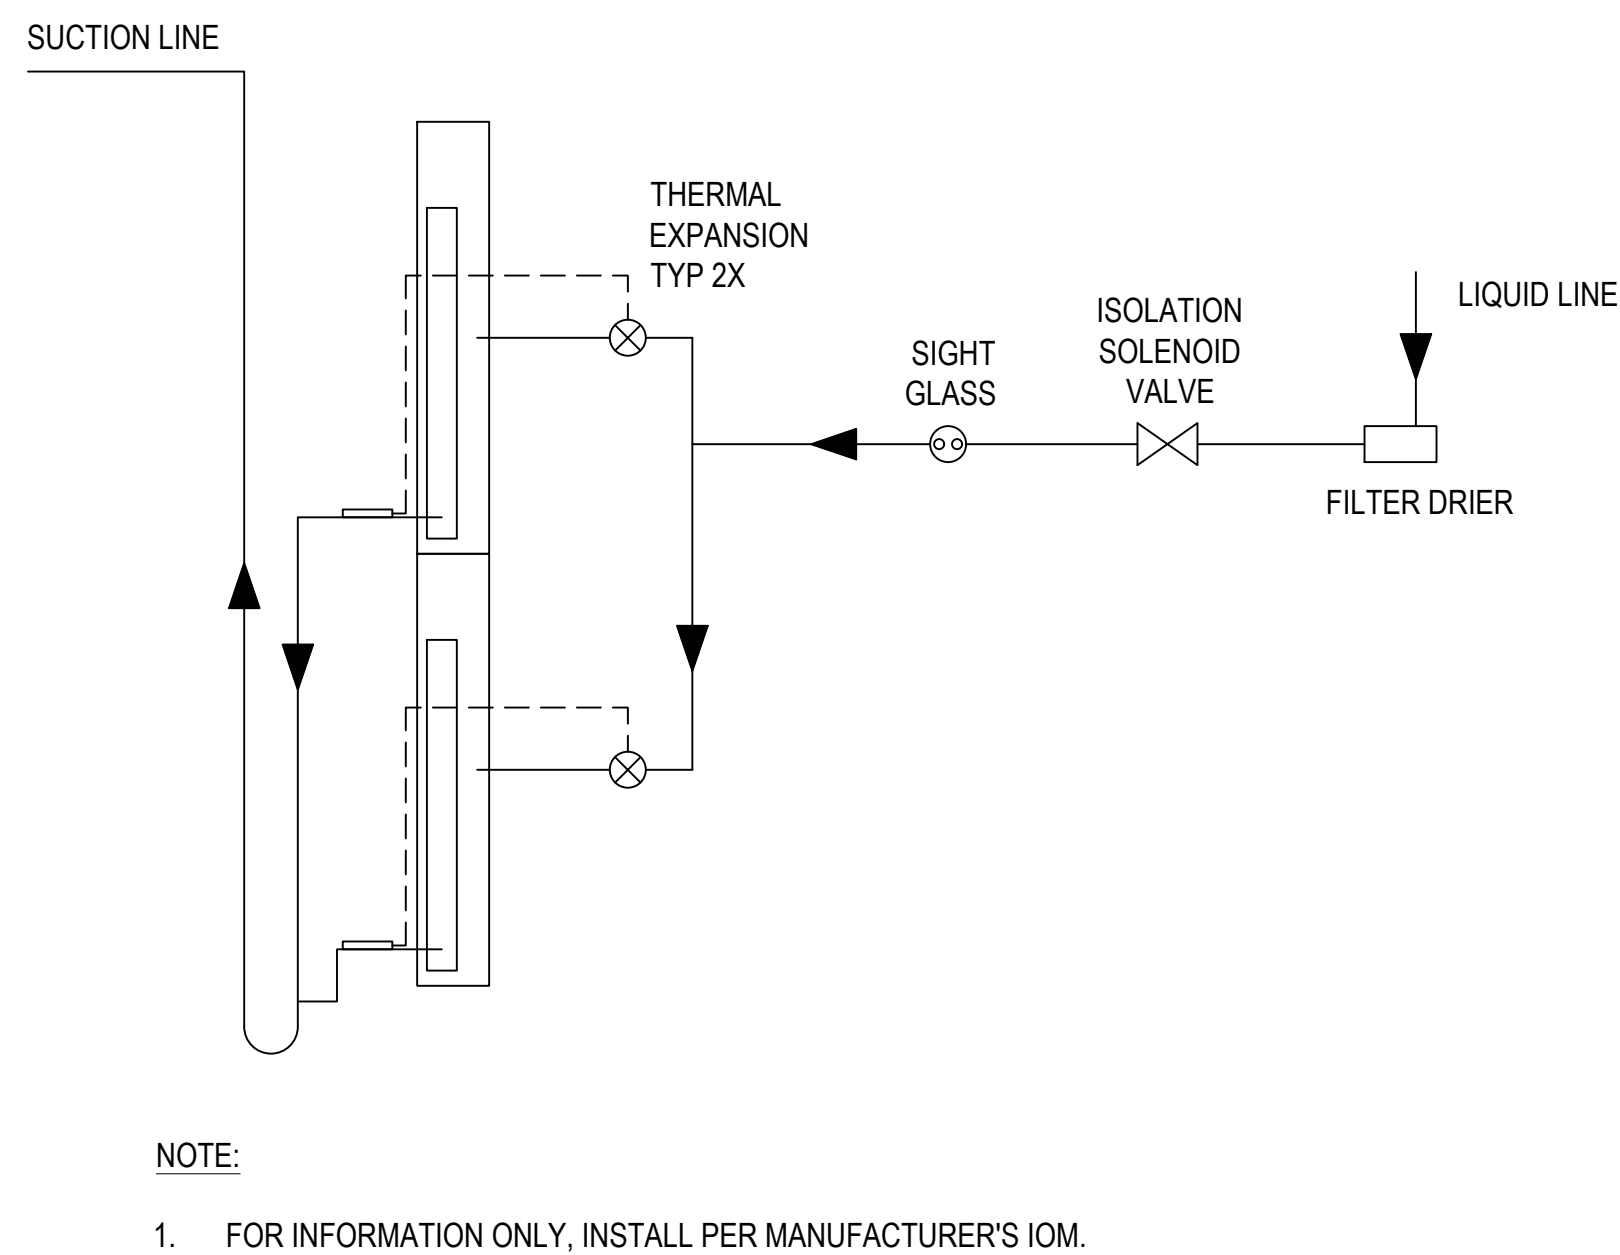 SUCTION LINE
THERMAL
EXPANSION
TYP 2X
LIQUID LINE
ISOLATION
SOLENOID
VALVE
SIGHT
GLASS
FILTER DRIER
NOTE:
1. FOR INFORMATION ONLY, INSTALL PER MANUFACTURER'S IOM.